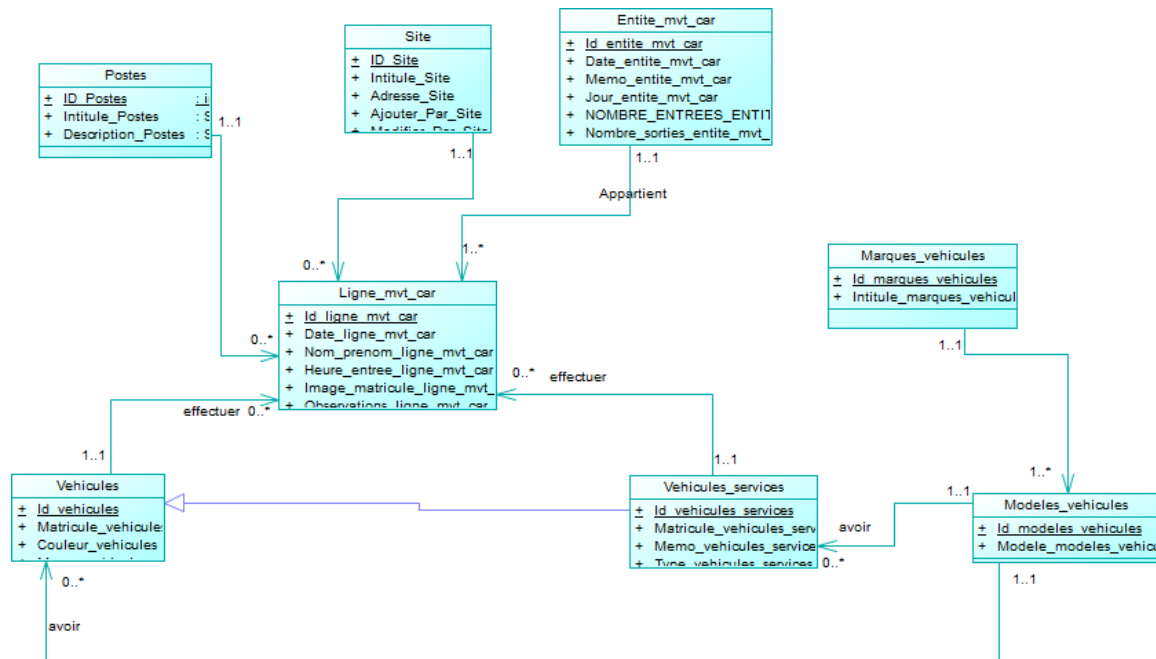 Postes
+ ID_Postes : i
+ Intitule_Postes : S
+ Description_Postes : S
1..1
Site
+ ID_Site
+ Intitule_Site
+ Adresse_Site
+ Ajouter_Par_Site
+ Modifier_Par_Site
1..1
Entite_mvt_car
+ Id_entite_mvt_car
+ Date_entite_mvt_car
+ Memo_entite_mvt_car
+ Jour_entite_mvt_car
+ NOMBRE_ENTREES_ENTIT
+ Nombre_sorties_entite_mvt_
1..1
Appartient
0..*
1..*
Ligne_mvt_car
+ Id_ligne_mvt_car
+ Date_ligne_mvt_car
+ Nom_prenom_ligne_mvt_car
+ Heure_entree_ligne_mvt_car
+ Image_matricule_ligne_mvt_
+ Observations_ligne_mvt_car
0..*
0..*
effectuer
effectuer 0..*
Marques_vehicules
+ Id_marques_vehicules
+ Intitule_marques_vehicul
1..1
1..*
1..1
Vehicules
+ Id_vehicules
+ Matricule_vehicules
+ Couleur_vehicules
0..*
avoir
1..1
Vehicules_services
+ Id_vehicules_services
+ Matricule_vehicules_serv
+ Memo_vehicules_service
+ Type_vehicules_services
0..*
avoir
1..1
Modeles_vehicules
+ Id_modeles_vehicules
+ Modele_modeles_vehicu
1..1